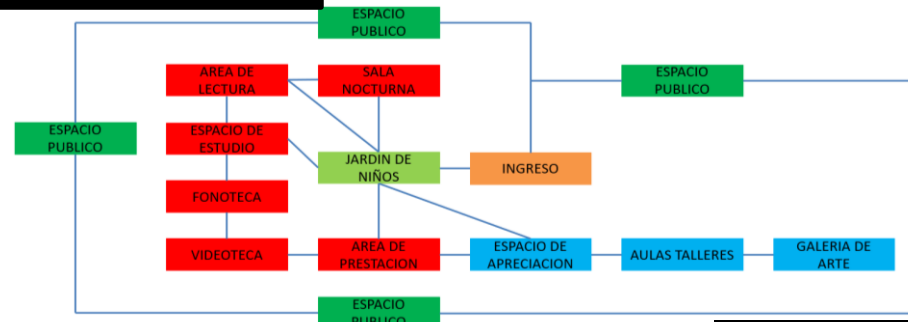 ESPACIO
PUBLICO
ESPACIO
PUBLICO
AREA DE
LECTURA
SALA
NOCTURNA
ESPACIO
PUBLICO
ESPACIO DE
ESTUDIO
JARDIN DE
NIÑOS
INGRESO
FONOTECA
VIDEOTECA
AREA DE
PRESTACION
ESPACIO DE
APRECIACION
AULAS TALLERES
GALERIA DE
ARTE
ESPACIO
PUBLICO